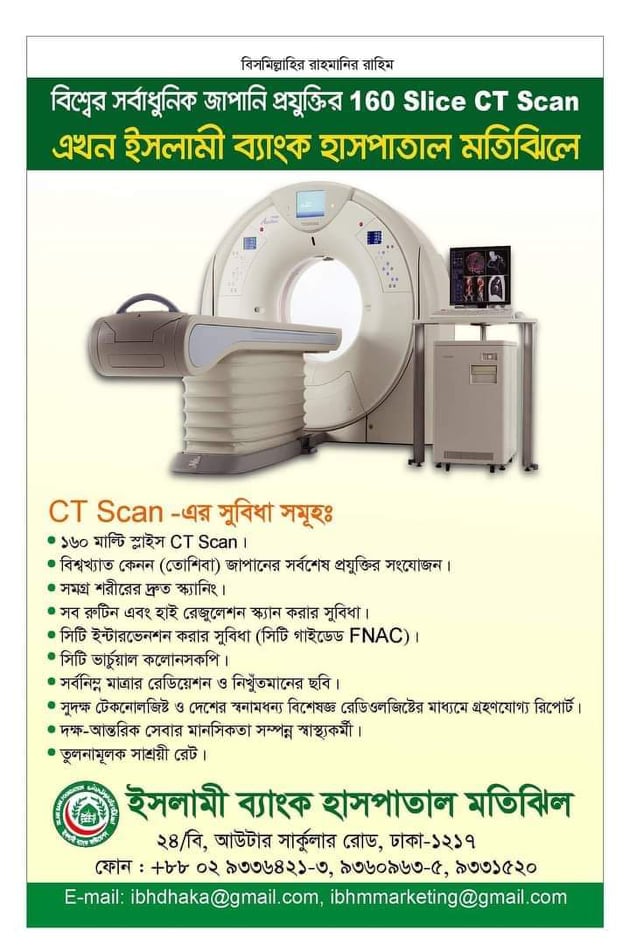 বিসমিল্লাহির রাহমানির রাহিম
বিশ্বের সর্বাধুনিক জাপানি প্রযুক্তির 160 Slice CT Scan
এখন ইসলামী ব্যাংক হাসপাতাল মতিঝিলে
CT Scan -এর সুবিধা সমূহঃ
• ১৬০ মাল্টি স্লাইস CT Scan।
• বিশ্বখ্যাত কেনন (তোশিবা) জাপানের সর্বশেষ প্রযুক্তির সংযোজন।
• সমগ্র শরীরের দ্রুত স্ক্যানিং।
• সব রুটিন এবং হাই রেজুলেশন স্ক্যান করার সুবিধা।
• সিটি ইন্টারভেনশন করার সুবিধা (সিটি গাইডেড FNAC)।
• সিটি ভার্চুয়াল কলোনসকপি।
• সর্বনিম্ন মাত্রার রেডিয়েশন ও নিখুঁতমানের ছবি।
• সুদক্ষ টেকনোলজিষ্ট ও দেশের স্বনামধন্য বিশেষজ্ঞ রেডিওলজিষ্টের মাধ্যমে গ্রহণযোগ্য রিপোর্ট।
• দক্ষ-আন্তরিক সেবার মানসিকতা সম্পন্ন স্বাস্থ্যকর্মী।
• তুলনামূলক সাশ্রয়ী রেট।
ইসলামী ব্যাংক হাসপাতাল মতিঝিল
২৪/বি, আউটার সার্কুলার রোড, ঢাকা-১২১৭
ফোন : +৮৮ ০২ ৯৩৩৬৪২১-৩, ৯৩৬০৯৬৩-৫, ৯৩৩১৫২০
E-mail: ibhdhaka@gmail.com, ibhmmarketing@gmail.com